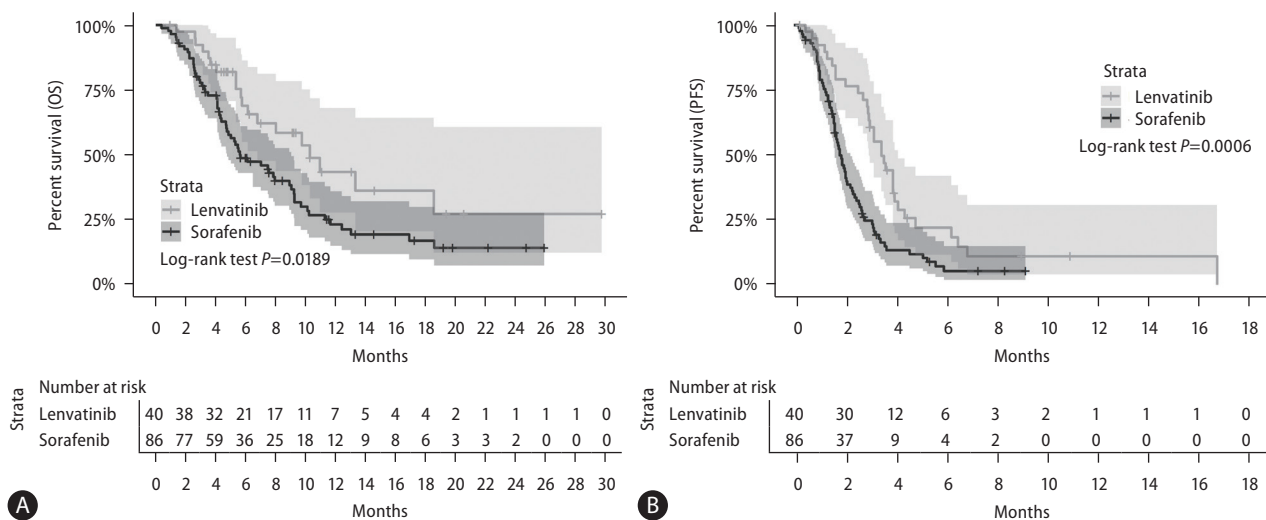 100%
75%
50%
25%
0%
Percent survival (OS)
Strata
Lenvatinib
Sorafenib
Log-rank test P=0.0189
0 2 4 6 8 10 12 14 16 18 20 22 24 26 28 30
Months
Strata
Number at risk
Lenvatinib 40 38 32 21 17 11 7 5 4 4 2 1 1 1 1 0
Sorafenib 86 77 59 36 25 18 12 9 8 6 3 3 2 0 0 0
0 2 4 6 8 10 12 14 16 18 20 22 24 26 28 30
Months
A
100%
75%
50%
25%
0%
Percent survival (PFS)
Strata
Lenvatinib
Sorafenib
Log-rank test P=0.0006
0 2 4 6 8 10 12 14 16 18
Months
Strata
Number at risk
Lenvatinib 40 30 12 6 3 2 1 1 1 0
Sorafenib 86 37 9 4 2 0 0 0 0 0
0 2 4 6 8 10 12 14 16 18
Months
B